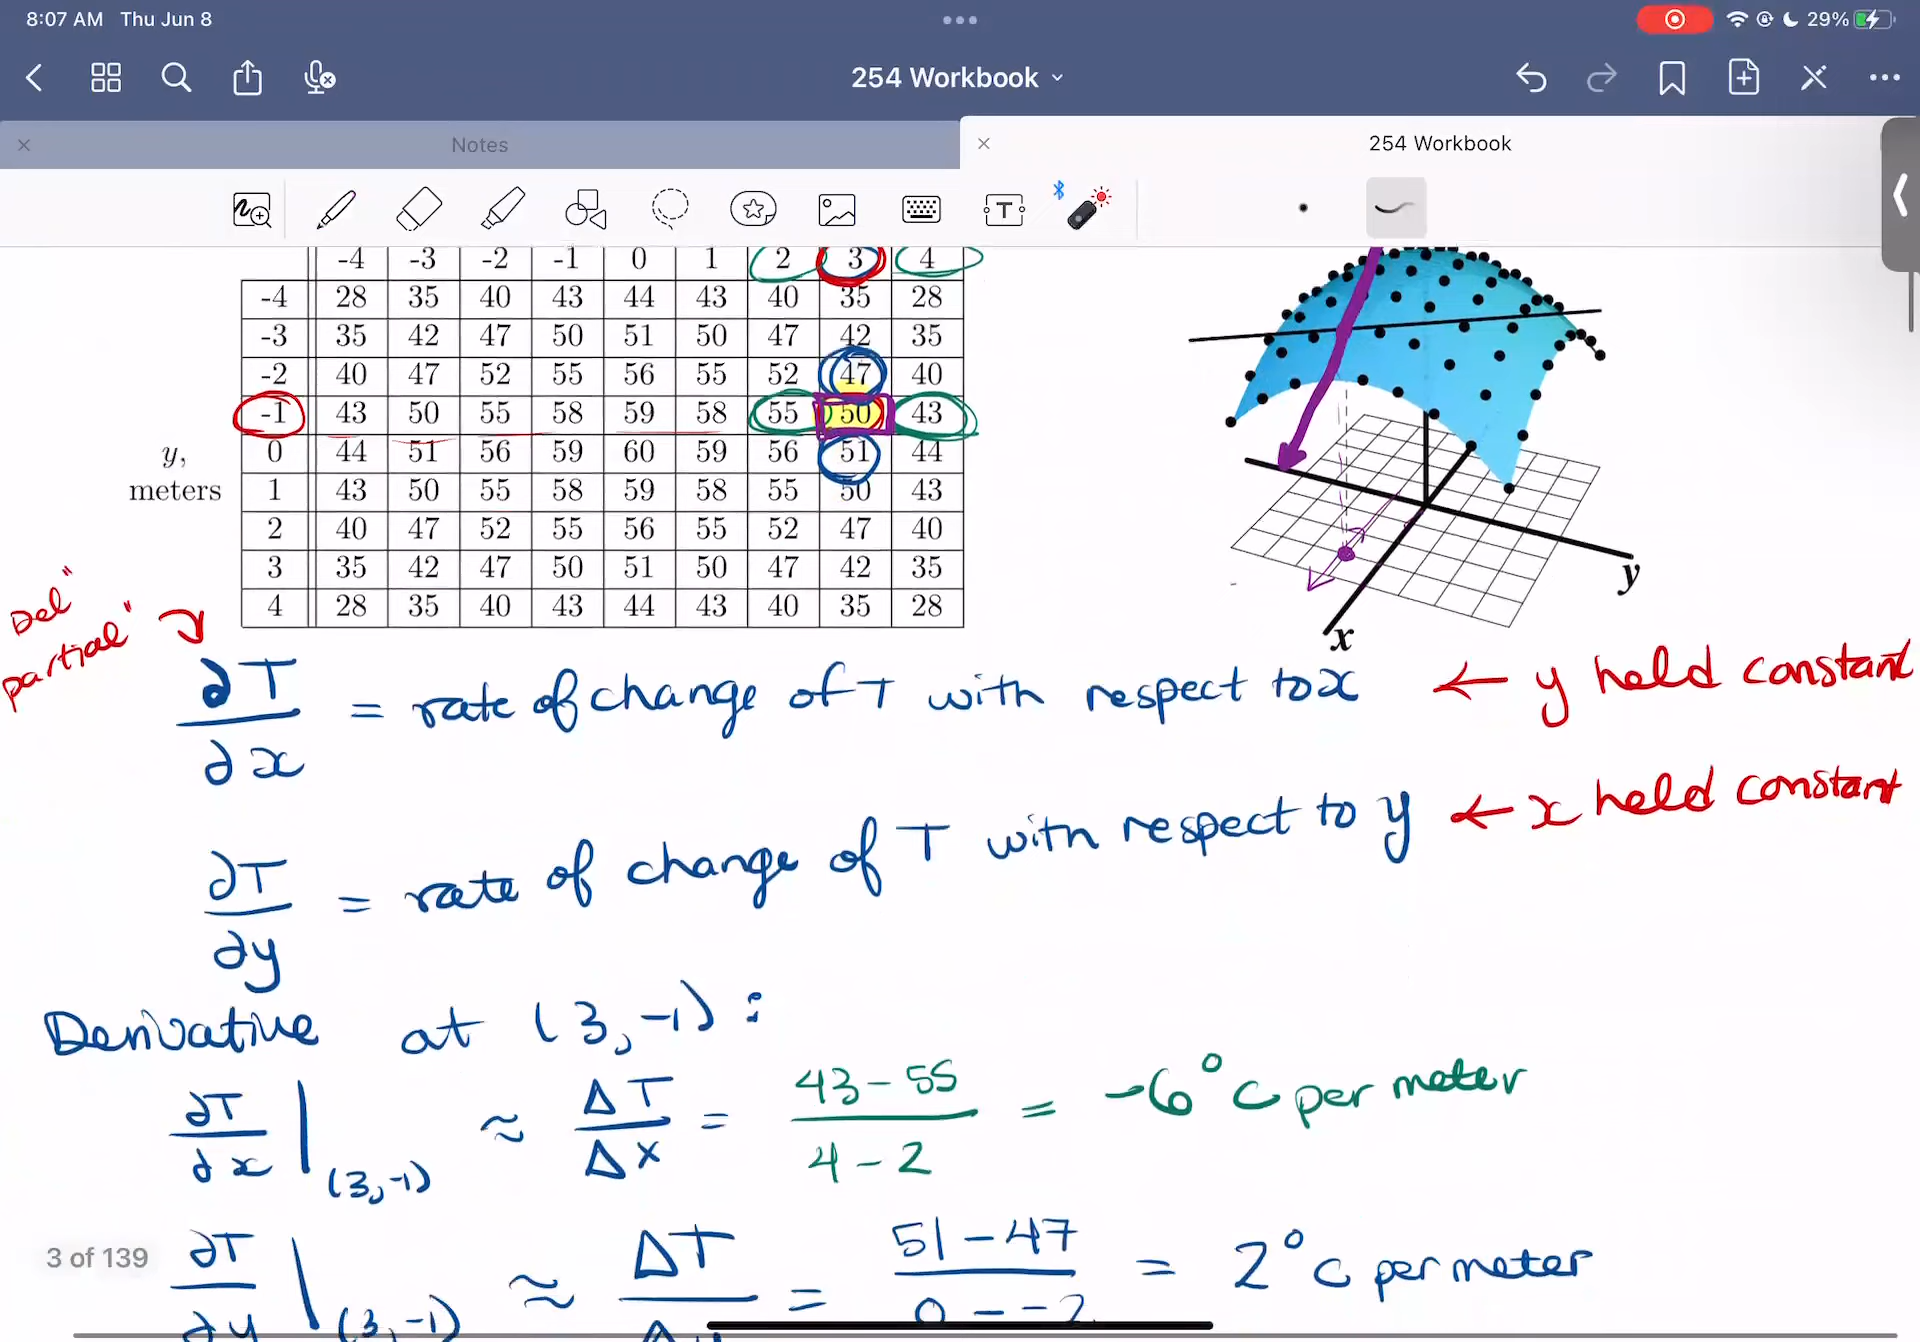 8:07 AM Thu Jun 8
29%
254 Workbook
Notes
254 Workbook
T
-4 -3 -2 -1 0 1 2 3 4
-4 28 35 40 43 44 43 40 35 28
-3 35 42 47 50 51 50 47 42 35
-2 40 47 52 55 56 55 52 47 40
-1 43 50 55 58 59 58 55 50 43
0 44 51 56 59 60 59 56 51 44
1 43 50 55 58 59 58 55 50 43
2 40 47 52 55 56 55 52 47 40
3 35 42 47 50 51 50 47 42 35
4 28 35 40 43 44 43 40 35 28
y,
meters
y
x
Del"
partial"
∂T/∂x = rate of change of T with respect to x ← y held constant
∂T/∂y = rate of change of T with respect to y ← x held constant
Derivative at (3,-1):
∂T/∂x |(3,-1) ≈ ΔT/Δx = 43-55/4-2 = -6°C per meter
∂T/∂y |(3,-1) ≈ ΔT/Δy = 51-47/0--2 = 2°C per meter
3 of 139